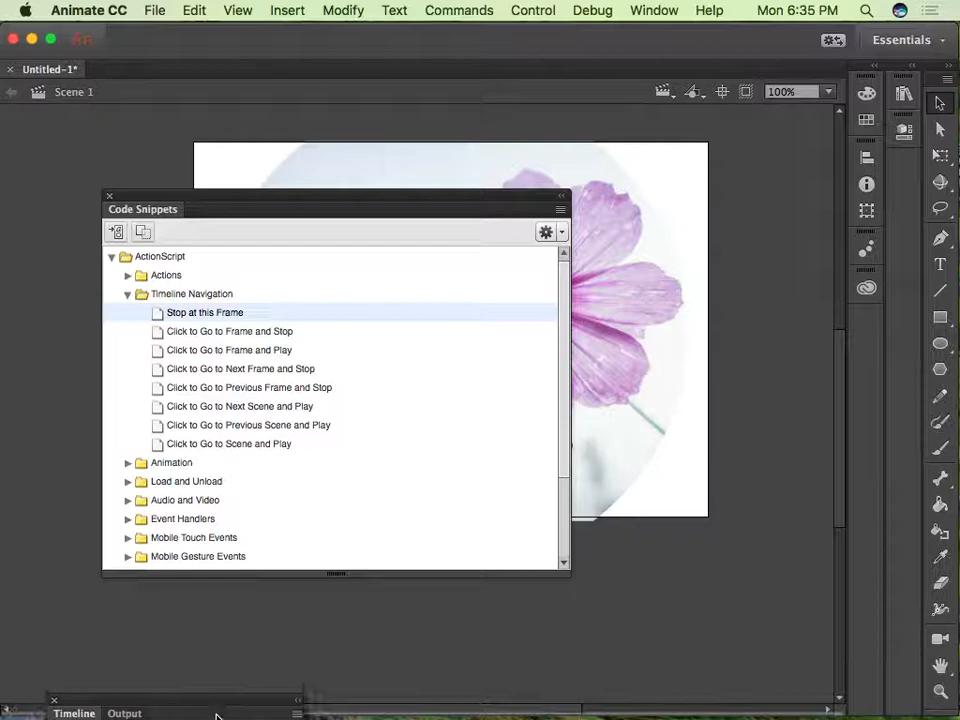 Animate CC File Edit View Insert Modify Text Commands Control Debug Window Help Mon 6:35 PM
An
Essentials
Untitled-1*
Scene 1
100%
Code Snippets
ActionScript
Actions
Timeline Navigation
Stop at this Frame
Click to Go to Frame and Stop
Click to Go to Frame and Play
Click to Go to Next Frame and Stop
Click to Go to Previous Frame and Stop
Click to Go to Next Scene and Play
Click to Go to Previous Scene and Play
Click to Go to Scene and Play
Animation
Load and Unload
Audio and Video
Event Handlers
Mobile Touch Events
Mobile Gesture Events
Timeline Output